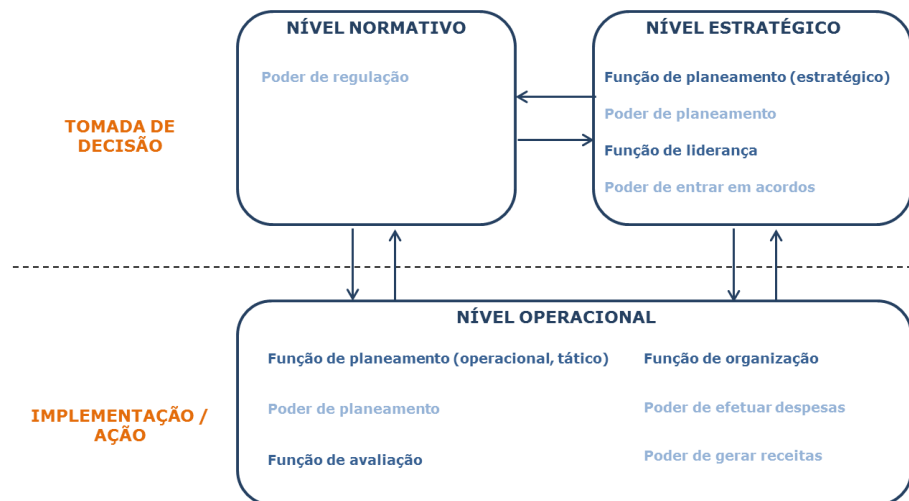 NÍVEL NORMATIVO
Poder de regulação
NÍVEL ESTRATÉGICO
Função de planeamento (estratégico)
Poder de planeamento
Função de liderança
Poder de entrar em acordos
TOMADA DE
DECISÃO
NÍVEL OPERACIONAL
Função de planeamento (operacional, tático)
Poder de planeamento
Função de avaliação
Função de organização
Poder de efetuar despesas
Poder de gerar receitas
IMPLEMENTAÇÃO /
AÇÃO